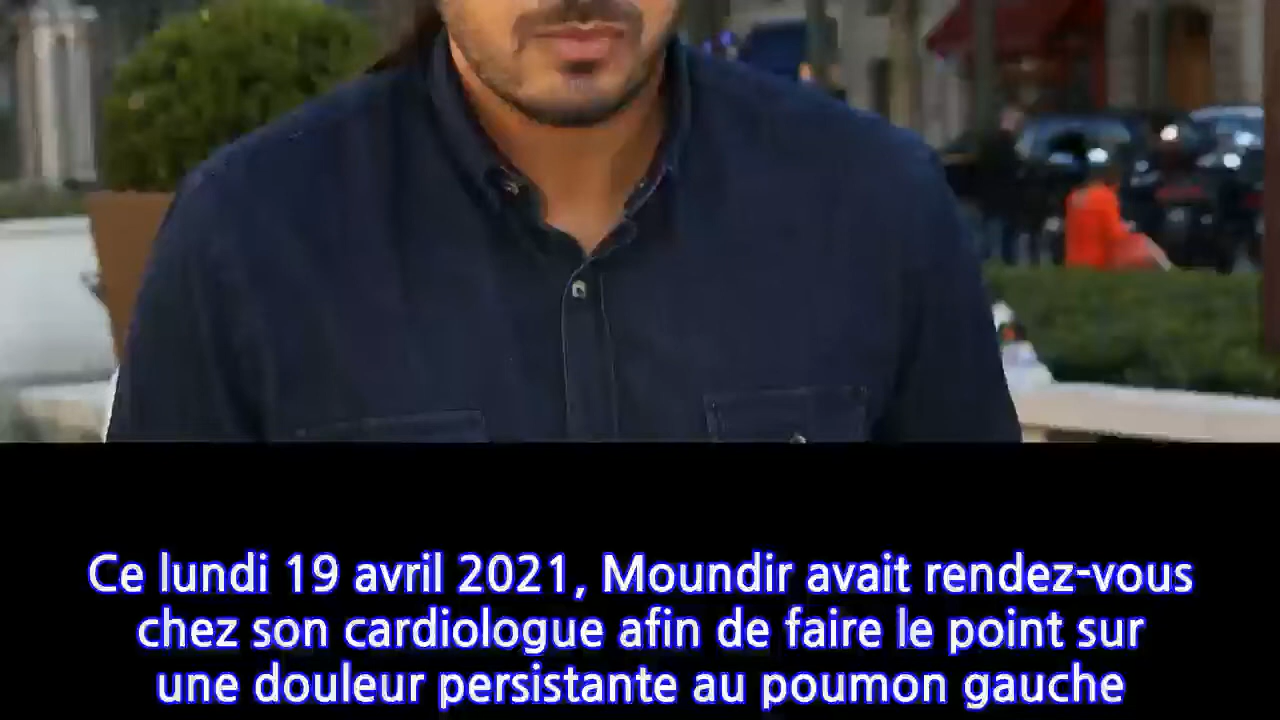 Ce lundi 19 avril 2021, Moundir avait rendez-vous
chez son cardiologue afin de faire le point sur
une douleur persistante au poumon gauche